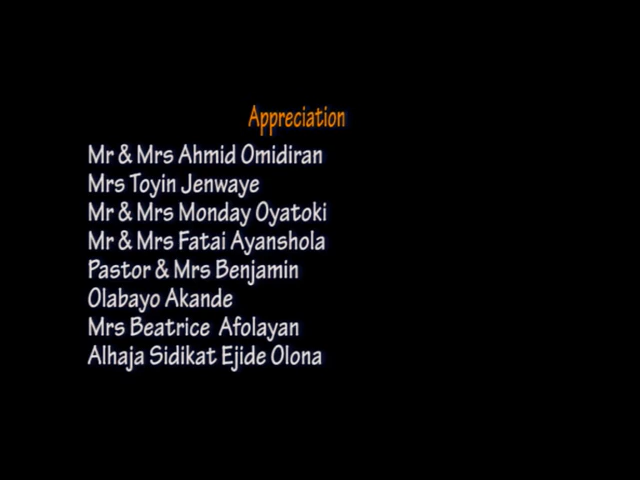 Appreciation
Mr & Mrs Ahmid Omidiran
Mrs Toyin Jenwaye
Mr & Mrs Monday Oyatoki
Mr & Mrs Fatai Ayanshola
Pastor & Mrs Benjamin
Olabayo Akande
Mrs Beatrice Afolayan
Alhaja Sidikat Ejide Olona